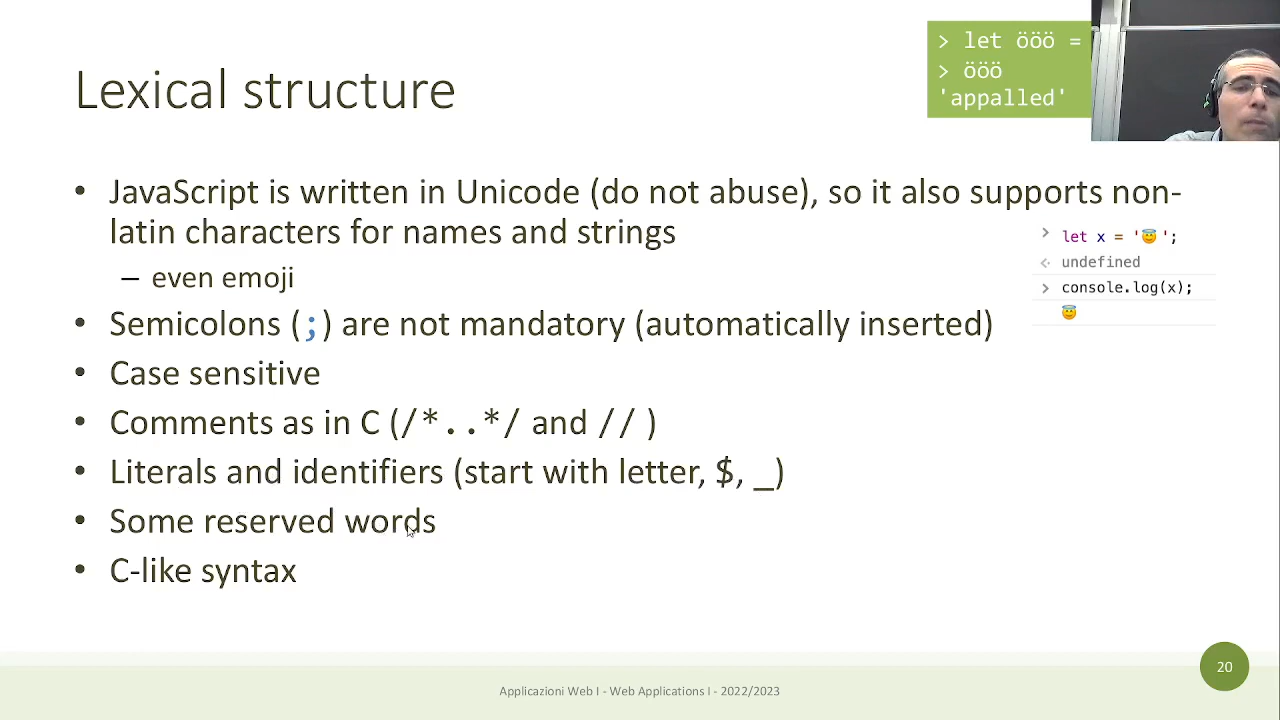 Lexical structure
> let ööö =
> ööö
'appalled'
• JavaScript is written in Unicode (do not abuse), so it also supports non-
latin characters for names and strings
– even emoji
> let x = '😇';
<· undefined
> console.log(x);
😇
• Semicolons (;) are not mandatory (automatically inserted)
• Case sensitive
• Comments as in C (/*..*/ and // )
• Literals and identifiers (start with letter, $, _)
• Some reserved words
• C-like syntax
Applicazioni Web I - Web Applications I - 2022/2023
20